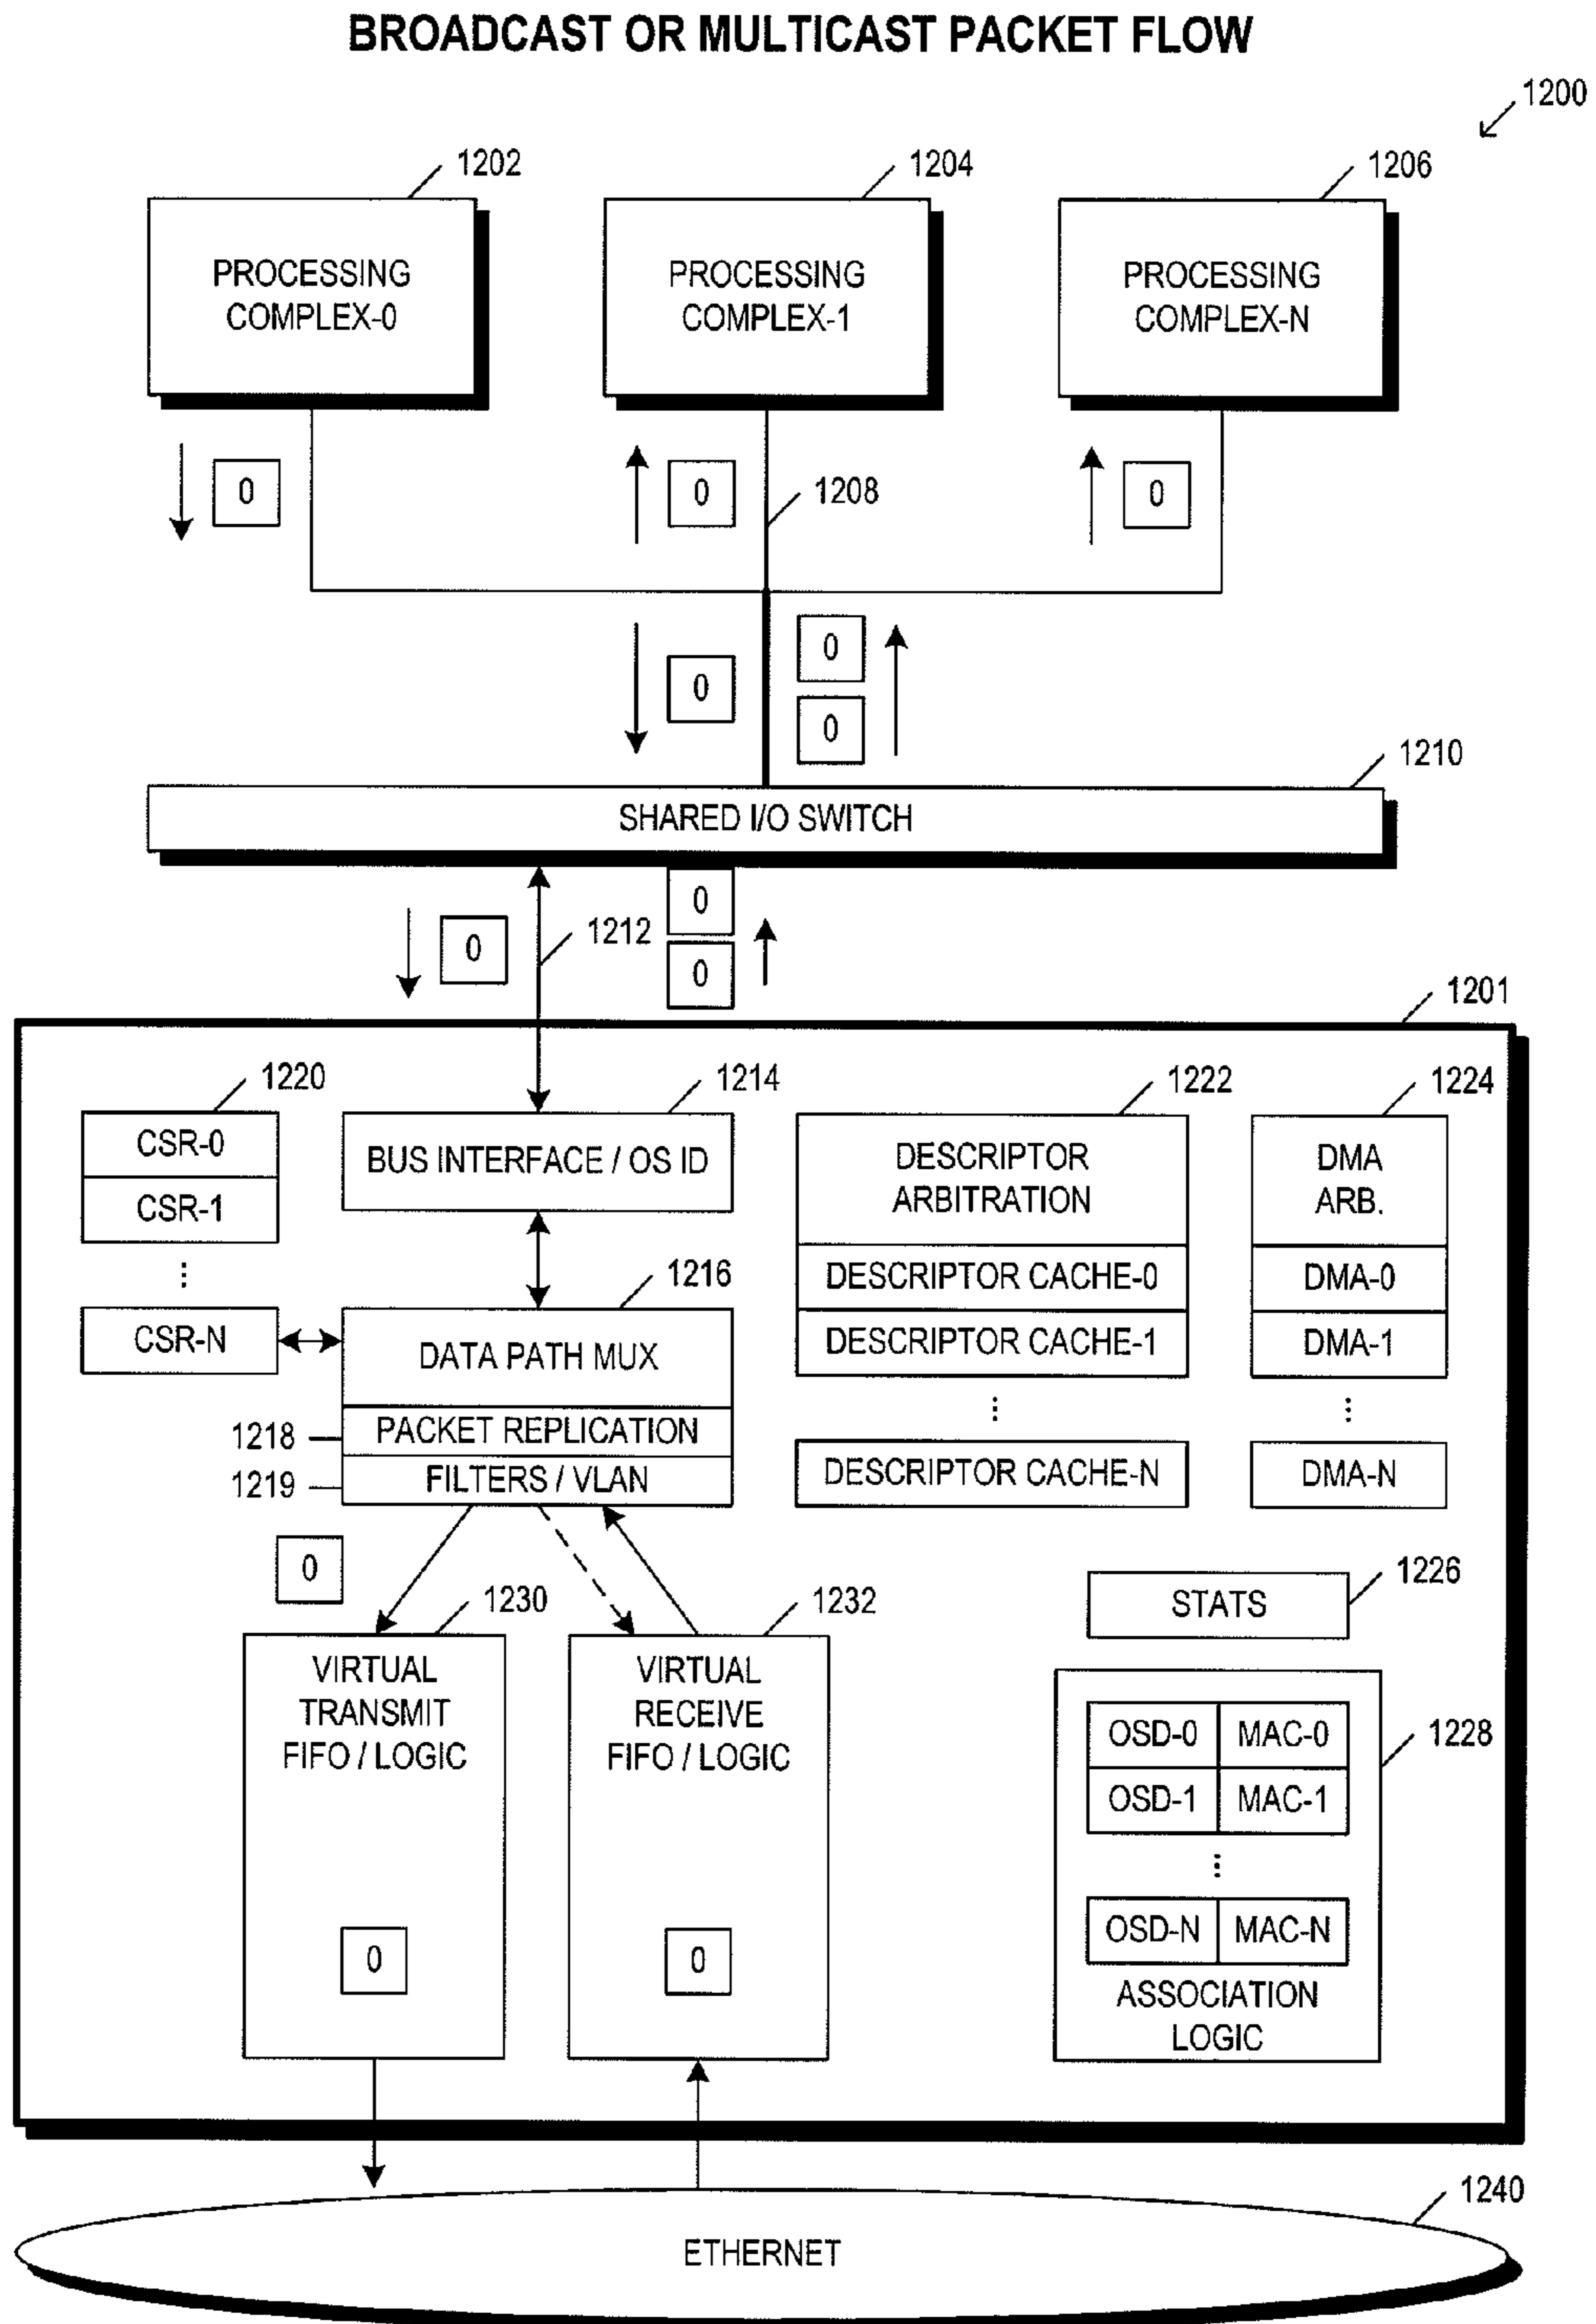 BROADCAST OR MULTICAST PACKET FLOW
1200
1202
1204
1206
PROCESSING
COMPLEX-0
PROCESSING
COMPLEX-1
PROCESSING
COMPLEX-N
0
0
1208
0
0
0
0
1210
SHARED I/O SWITCH
0
1212
0
0
1201
1220
1214
1222
1224
CSR-0
CSR-1
⋮
CSR-N
BUS INTERFACE / OS ID
1216
DATA PATH MUX
1218
PACKET REPLICATION
1219
FILTERS / VLAN
DESCRIPTOR
ARBITRATION
DESCRIPTOR CACHE-0
DESCRIPTOR CACHE-1
⋮
DESCRIPTOR CACHE-N
DMA
ARB.
DMA-0
DMA-1
⋮
DMA-N
0
1230
1232
1226
STATS
VIRTUAL
TRANSMIT
FIFO / LOGIC
0
VIRTUAL
RECEIVE
FIFO / LOGIC
0
1228
OSD-0 MAC-0
OSD-1 MAC-1
⋮
OSD-N MAC-N
ASSOCIATION
LOGIC
1240
ETHERNET